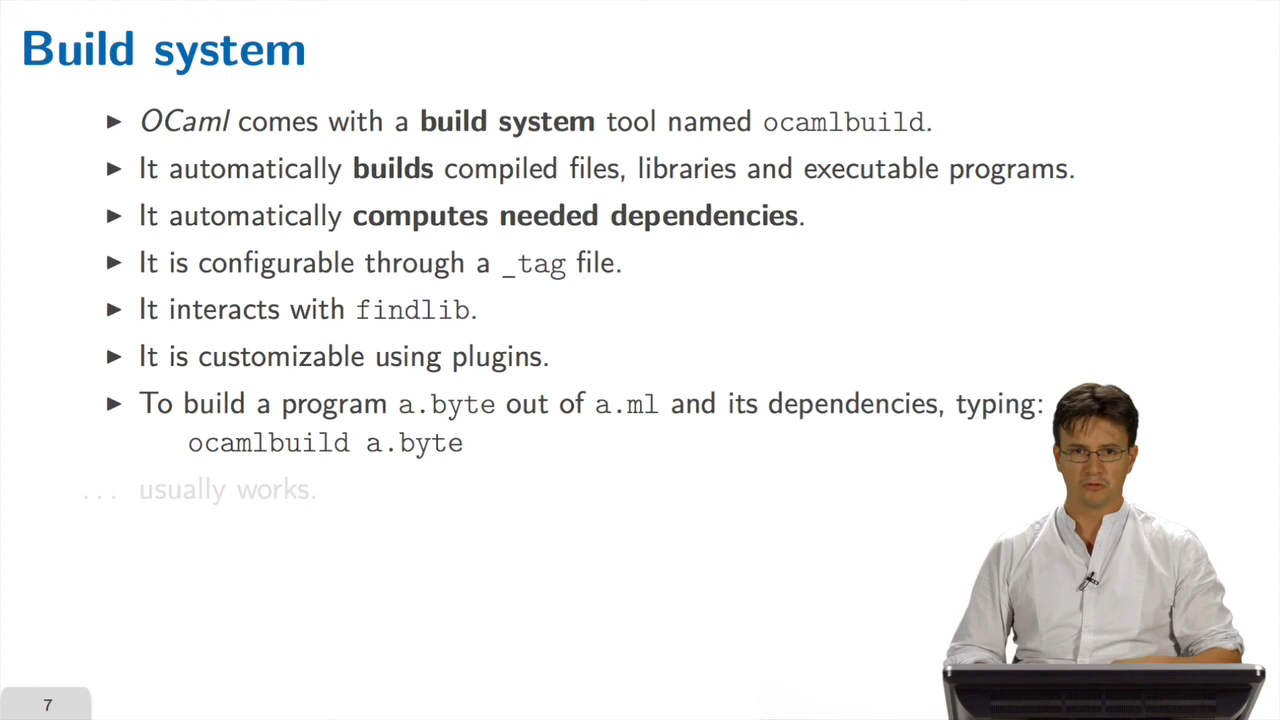 Build system
▶ OCaml comes with a build system tool named ocamlbuild.
▶ It automatically builds compiled files, libraries and executable programs.
▶ It automatically computes needed dependencies.
▶ It is configurable through a _tag file.
▶ It interacts with findlib.
▶ It is customizable using plugins.
▶ To build a program a.byte out of a.ml and its dependencies, typing:
ocamlbuild a.byte
... usually works.
7